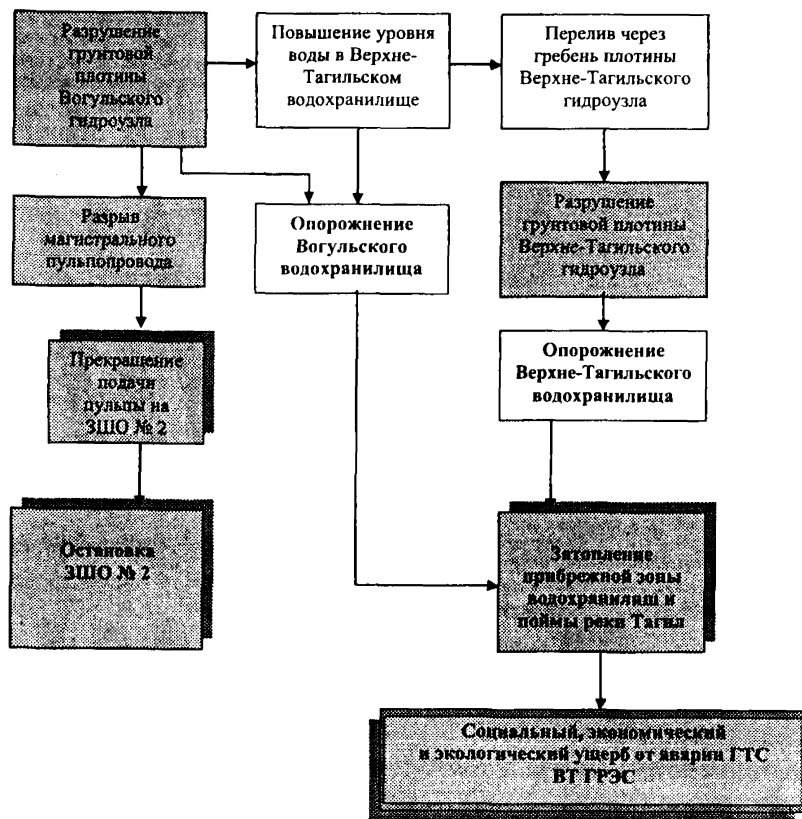 Разрушение
грунтовой
плотины
Вогульского
гидроузла
Повышение уровня
воды в Верхне-
Тагильском
водохранилище
Перелив через
гребень плотины
Верхне-Тагильского
гидроузла
Разрыв
магистрального
пульпопровода
Опорожнение
Вогульского
водохранилища
Разрушение
грунтовой плотины
Верхне-Тагильского
гидроузла
Прекращение
подачи
пульпы на
ЗШО № 2
Опорожнение
Верхне-Тагильского
водохранилища
Остановка
ЗШО № 2
Затопление
прибрежной зоны
водохранилищ и
поймы реки Тагил
Социальный, экономический
и экологический ущерб от аварии ГТС
ВТ ГРЭС